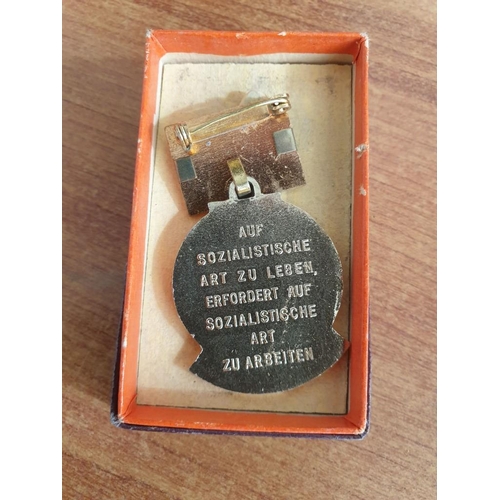 AUF
SOZIALISTISCHE
ART ZU LEBEN,
ERFORDERT AUF
SOZIALISTISCHE
ART
ZU ARBEITEN